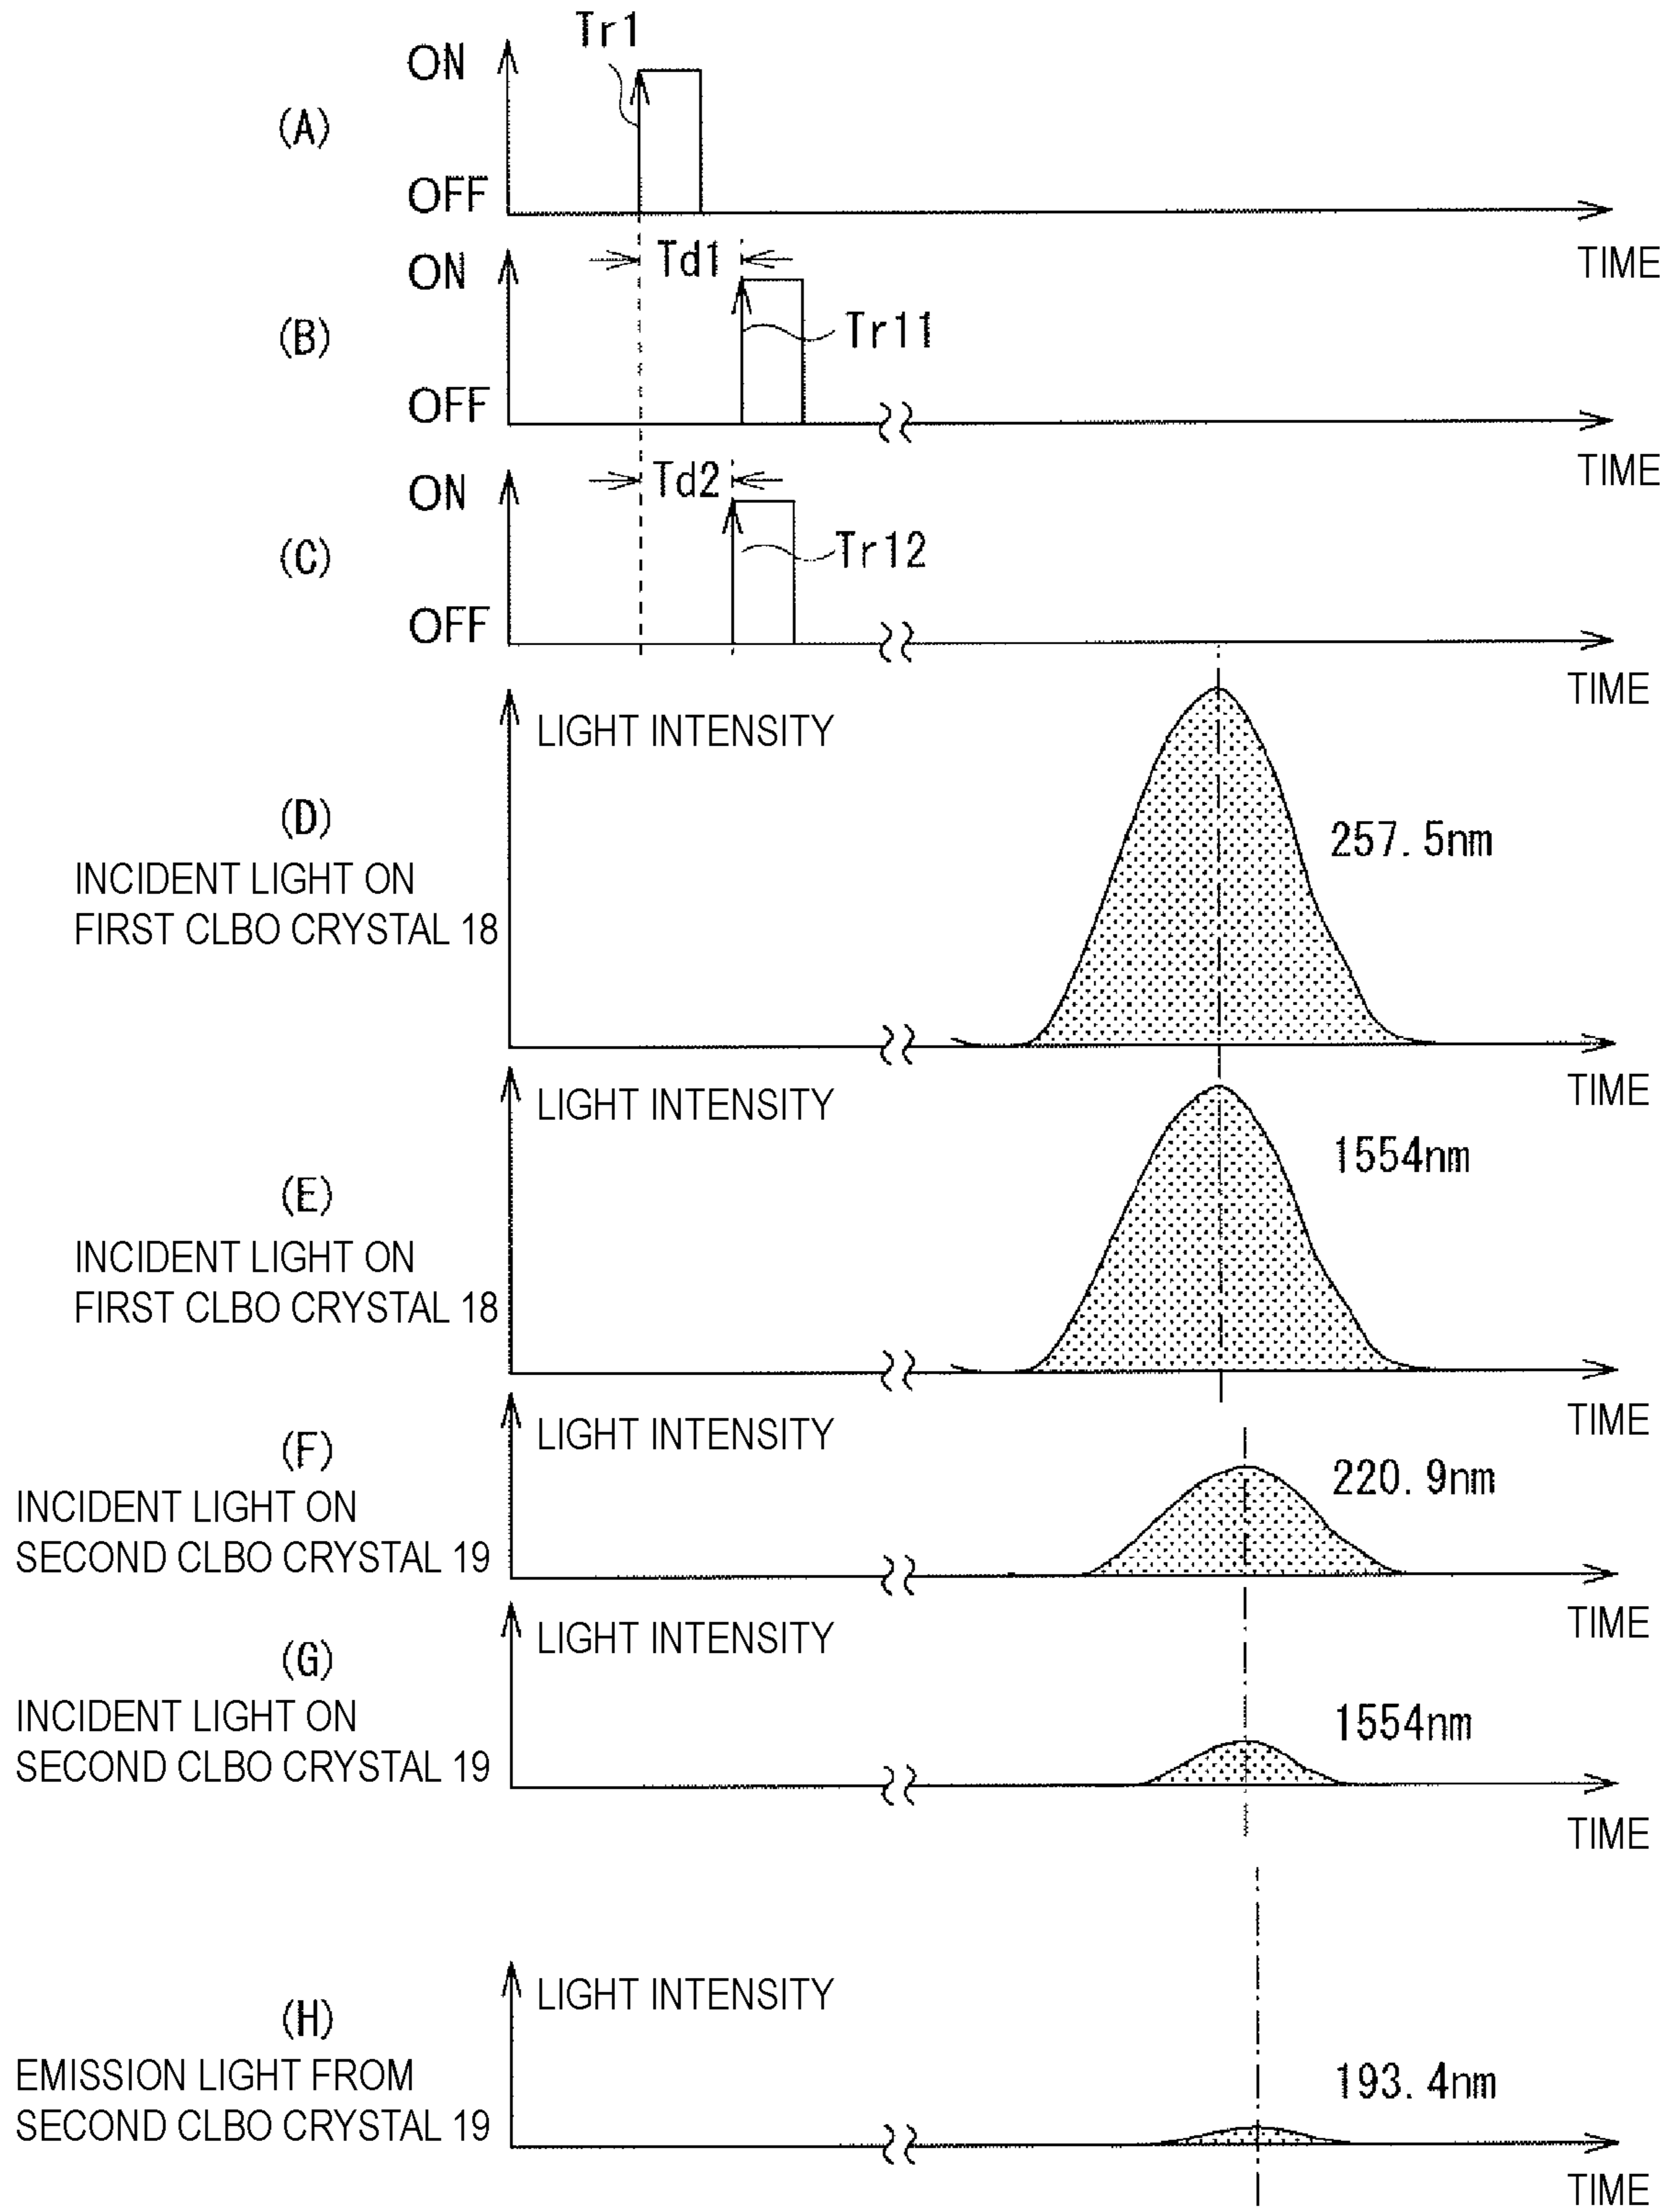 Tr1
ON
(A)
OFF
TIME
Td1
ON
(B)
Tr11
OFF
TIME
Td2
ON
(C)
Tr12
OFF
TIME
LIGHT INTENSITY
(D)
257.5nm
INCIDENT LIGHT ON
FIRST CLBO CRYSTAL 18
TIME
LIGHT INTENSITY
1554nm
(E)
INCIDENT LIGHT ON
FIRST CLBO CRYSTAL 18
TIME
LIGHT INTENSITY
(F)
220.9nm
INCIDENT LIGHT ON
SECOND CLBO CRYSTAL 19
TIME
LIGHT INTENSITY
(G)
INCIDENT LIGHT ON
1554nm
SECOND CLBO CRYSTAL 19
TIME
LIGHT INTENSITY
(H)
EMISSION LIGHT FROM
193.4nm
SECOND CLBO CRYSTAL 19
TIME